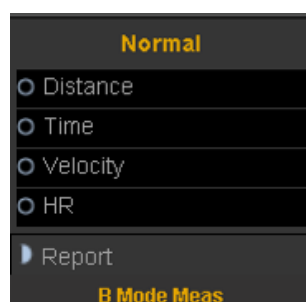 Normal
Distance
Time
Velocity
HR
Report
B Mode Meas